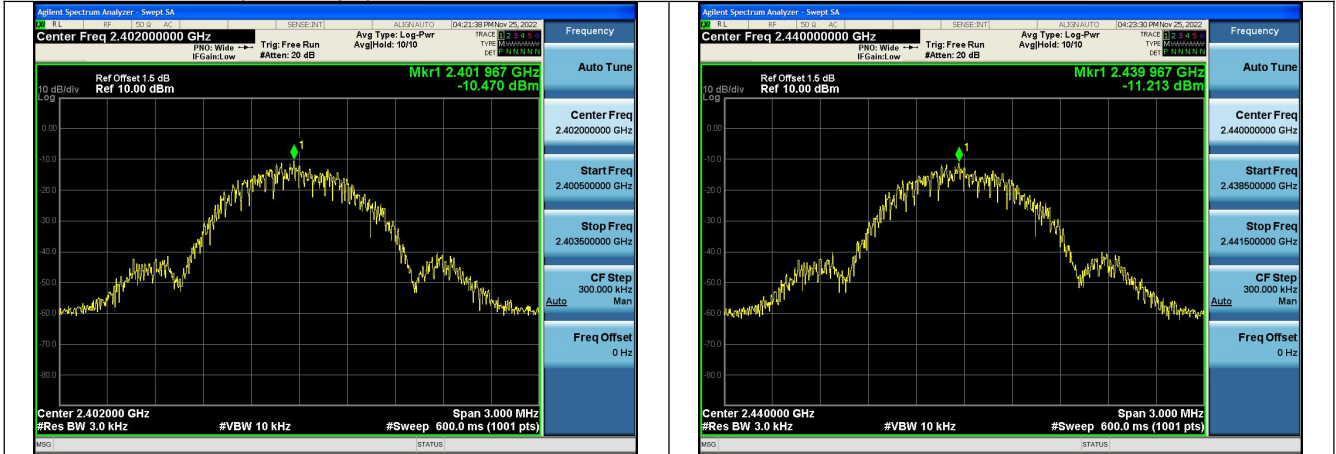 Agilent Spectrum Analyzer - Swept SA
RL RF 50 Ω AC SENSE:INT ALIGNAUTO 04:21:38 PM Nov 25, 2022
Center Freq 2.402000000 GHz
PNO: Wide
IFGain:Low
Trig: Free Run
#Atten: 20 dB
Avg Type: Log-Pwr
Avg|Hold: 10/10
TRACE 1 2 3 4 5 6
TYPE M
DET P N N N N N
Ref Offset 1.5 dB
Ref 10.00 dBm
10 dB/div
Log
Mkr1 2.401 967 GHz
-10.470 dBm
0.00
-10.0
-20.0
-30.0
-40.0
-50.0
-60.0
-70.0
-80.0
1
Center 2.402000 GHz
Span 3.000 MHz
#Res BW 3.0 kHz
#VBW 10 kHz
#Sweep 600.0 ms (1001 pts)
MSG
STATUS
Frequency
Auto Tune
Center Freq
2.402000000 GHz
Start Freq
2.400500000 GHz
Stop Freq
2.403500000 GHz
CF Step
300.000 kHz
Auto Man
Freq Offset
0 Hz
Agilent Spectrum Analyzer - Swept SA
RL RF 50 Ω AC SENSE:INT ALIGNAUTO 04:23:30 PM Nov 25, 2022
Center Freq 2.440000000 GHz
PNO: Wide
IFGain:Low
Trig: Free Run
#Atten: 20 dB
Avg Type: Log-Pwr
Avg|Hold: 10/10
TRACE 1 2 3 4 5 6
TYPE M
DET P N N N N N
Ref Offset 1.5 dB
Ref 10.00 dBm
10 dB/div
Log
Mkr1 2.439 967 GHz
-11.213 dBm
0.00
-10.0
-20.0
-30.0
-40.0
-50.0
-60.0
-70.0
-80.0
1
Center 2.440000 GHz
Span 3.000 MHz
#Res BW 3.0 kHz
#VBW 10 kHz
#Sweep 600.0 ms (1001 pts)
MSG
STATUS
Frequency
Auto Tune
Center Freq
2.440000000 GHz
Start Freq
2.438500000 GHz
Stop Freq
2.441500000 GHz
CF Step
300.000 kHz
Auto Man
Freq Offset
0 Hz